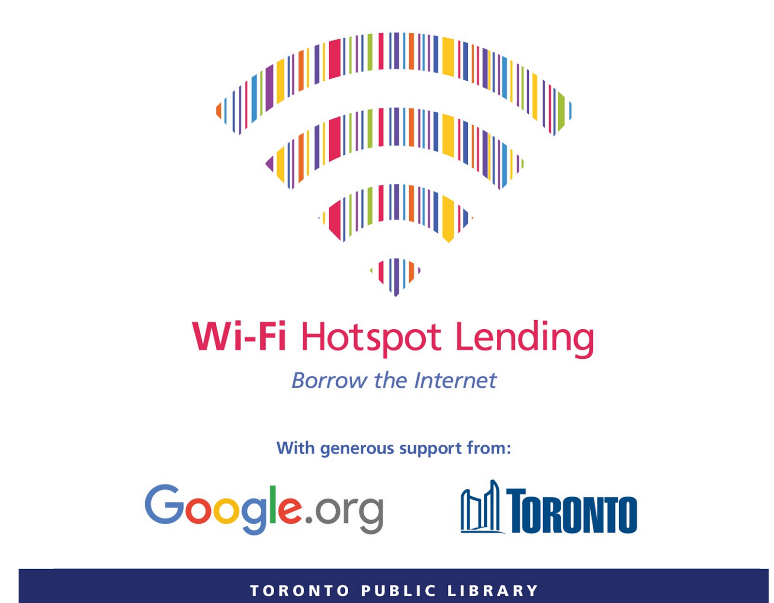 Wi-Fi Hotspot Lending
Borrow the Internet
With generous support from:
Google.org
TORONTO
TORONTO PUBLIC LIBRARY